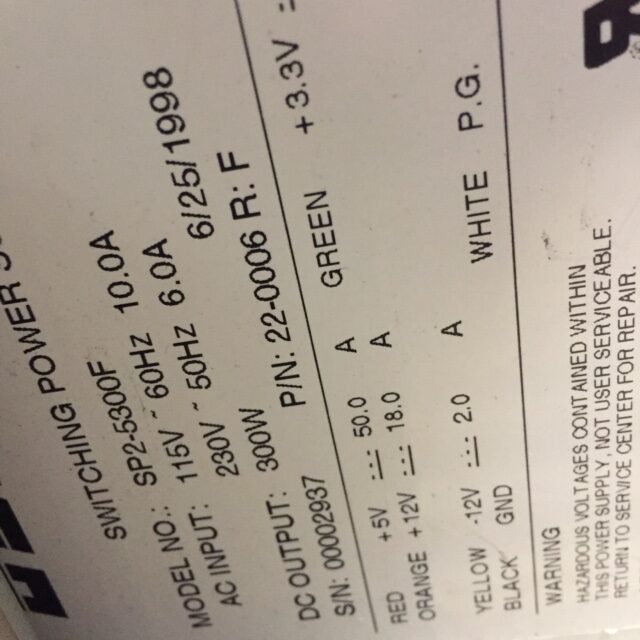 SWITCHING POWER
SWITCHING
MODEL NO.: SP2-5300F
AC INPUT: 115V ~ 60Hz 10.0A
230V ~ 50Hz 6.0A
DC OUTPUT: 300W 6/25/1998
S/N: 00002937 P/N: 22-0006 R: F
RED +5V 50.0 A GREEN +3.3V =
ORANGE +12V 18.0 A
YELLOW -12V 2.0 A WHITE P.G.
BLACK GND
WARNING
HAZARDOUS VOLTAGES CONTAINED WITHIN
THIS POWER SUPPLY, NOT USER SERVICEABLE.
RETURN TO SERVICE CENTER FOR REPAIR.